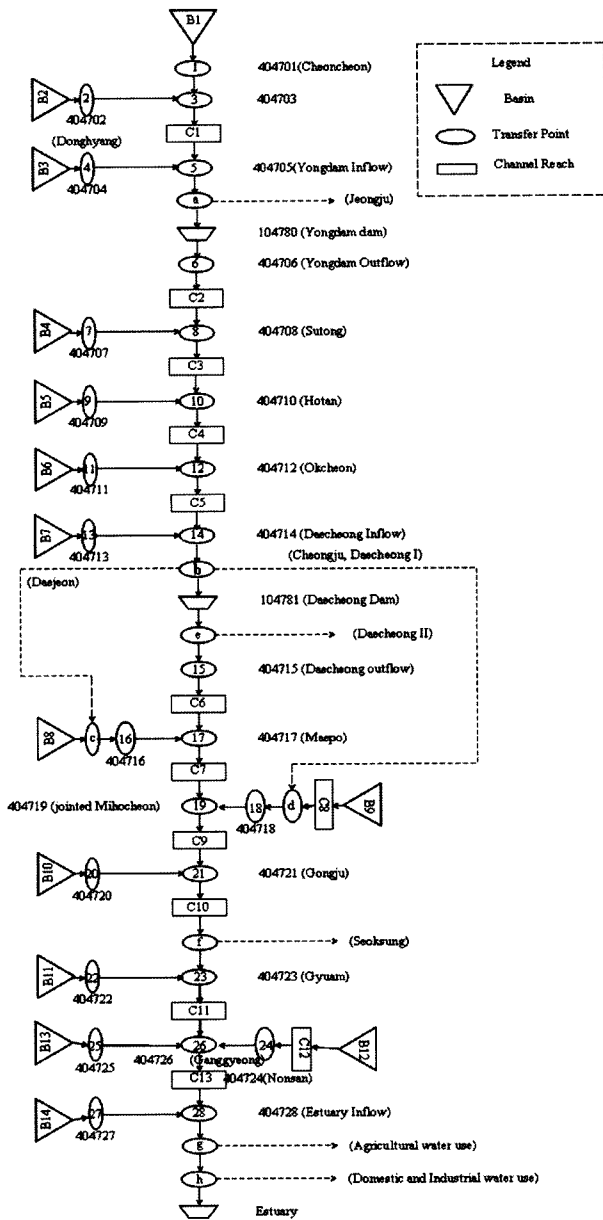 B1
Legend
Basin
Transfer Point
Channel Reach
1
404701(Cheoncheon)
B2
2
3
404703
404702
(Donghyang)
C1
B3
4
5
404705(Yongdam Inflow)
404704
a
(Jeongju)
104780 (Yongdam dam)
6
404706 (Yongdam Outflow)
C2
B4
7
8
404708 (Sutong)
404707
C3
B5
9
10
404710 (Hotan)
404709
C4
B6
11
12
404712 (Okcheon)
404711
C5
B7
13
14
404714 (Daecheong Inflow)
404713
(Cheongju, Daecheong I)
b
(Daejeon)
104781 (Daecheong Dam)
e
(Daecheong II)
15
404715 (Daecheong outflow)
C6
B8
c
16
17
404717 (Maepo)
404716
C7
404719 (jointed Mihocheon)
19
18
d
C8
B9
404718
C9
B10
20
21
404721 (Gongju)
404720
C10
f
(Seoksung)
B11
22
23
404723 (Gyuam)
404722
C11
B13
25
26
24
C12
B12
404725
404726
(Ganggyeong)
404724(Nonsan)
C13
B14
27
28
404728 (Estuary Inflow)
404727
g
(Agricultural water use)
h
(Domestic and Industrial water use)
Estuary